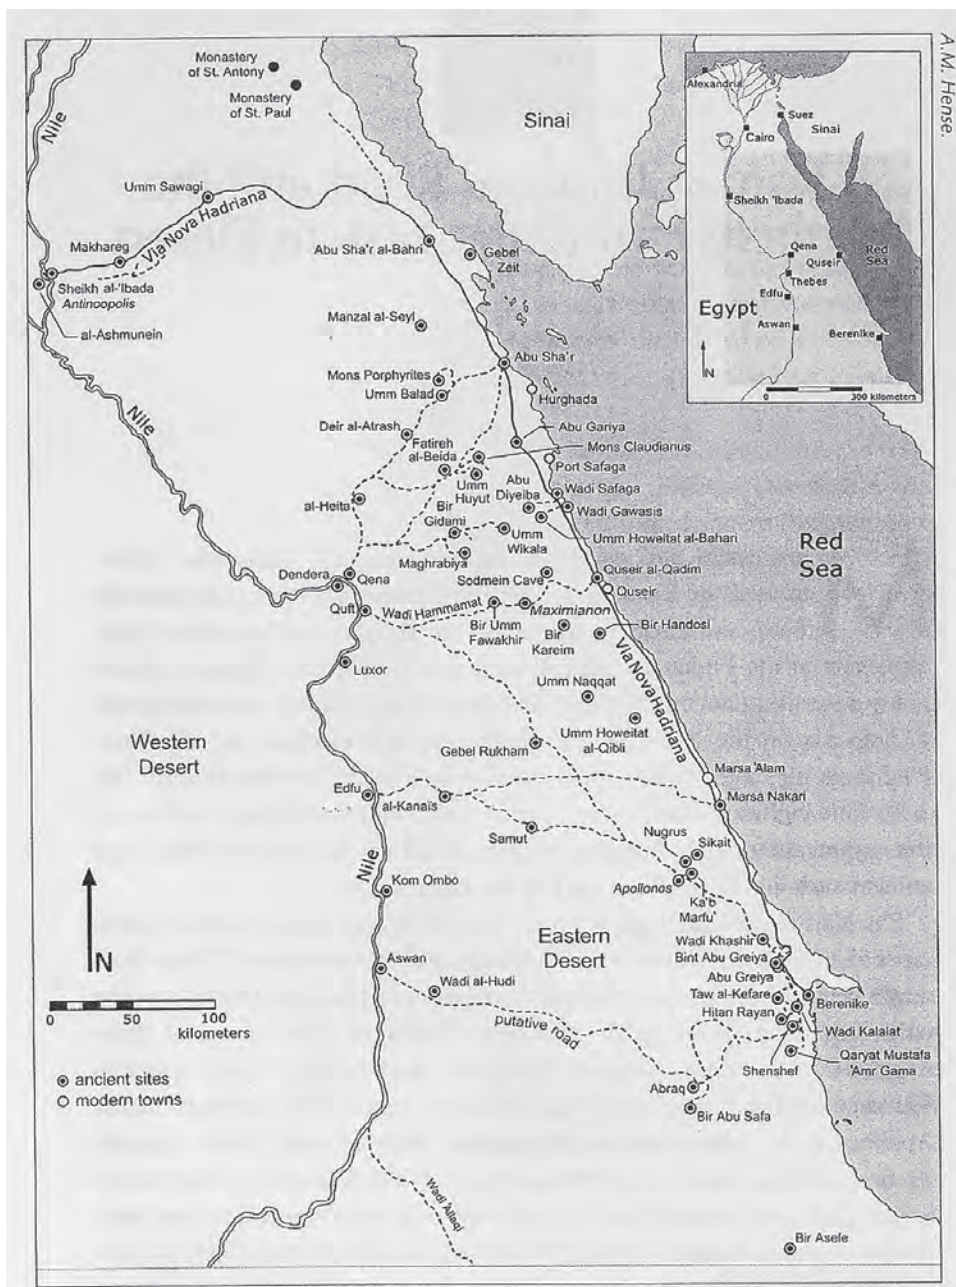 A.M. Hense.
Monastery
of St. Antony
Monastery
of St. Paul
Nile
Sinai
Umm Sawagi
Via Nova Hadriana
Makhareg
Abu Sha'r al-Bahri
Gebel
Zeit
Sheikh al-'Ibada
Antinoopolis
al-Ashmunein
Manzal al-Seyl
Abu Sha'r
Mons Porphyrites
Umm Balad
Hurghada
Nile
Deir al-Atrash
Fatireh
al-Beida
Abu Gariya
Mons Claudianus
Port Safaga
Umm
Huyut
Abu
Diyeiba
Wadi Safaga
Wadi Gawasis
al-Heita
Bir
Gidami
Umm
Wikala
Umm Howeitat al-Bahari
Maghrabiya
Red
Sea
Dendera
Qena
Sodmein Cave
Quseir al-Qadim
Quseir
Quft
Wadi Hammamat
Maximianon
Bir Umm
Fawakhir
Bir
Kareim
Bir Handosi
Luxor
Via Nova Hadriana
Umm Naqqat
Umm Howeitat
al-Qibli
Western
Desert
Gebel Rukham
Marsa 'Alam
Edfu
al-Kanaïs
Marsa Nakari
Samut
Nugrus
Sikait
Nile
Kom Ombo
Apollonos
Ka'b
Marfu'
Eastern
Desert
Wadi Khashir
Bint Abu Greiya
Abu Greiya
N
Aswan
Wadi al-Hudi
Taw al-Kefare
Berenike
Hitan Rayan
putative road
Wadi Kalalat
0 50 100
kilometers
Shenshef
Qaryat Mustafa
'Amr Gama
ancient sites
modern towns
Abraq
Bir Abu Safa
Wadi Allaqi
Bir Asele
Alexandria
Suez
Cairo
Sinai
Sheikh 'Ibada
Qena
Quseir
Red
Sea
Thebes
Edfu
Egypt
Aswan
Berenike
N
0 300 kilometers